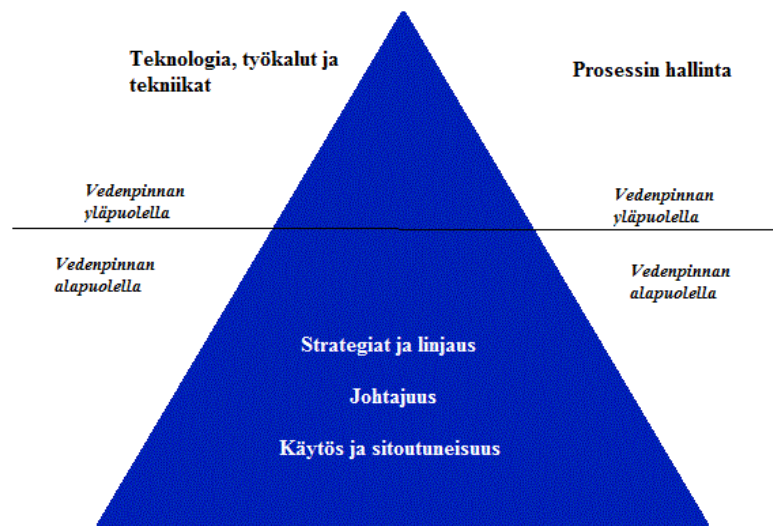 Teknologia, työkalut ja
tekniikat
Prosessin hallinta
Vedenpinnan
yläpuolella
Vedenpinnan
yläpuolella
Vedenpinnan
alapuolella
Vedenpinnan
alapuolella
Strategiat ja linjaus
Johtajuus
Käytös ja sitoutuneisuus